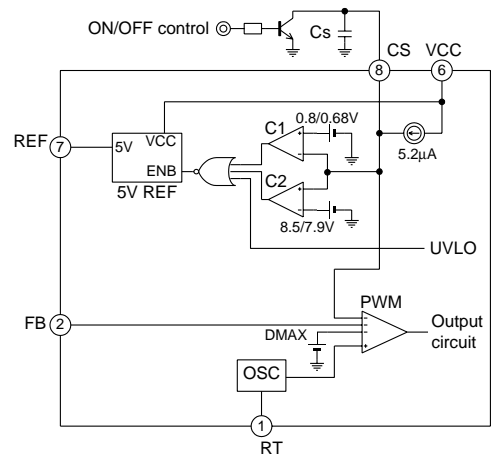 ON/OFF control
Cs
CS
VCC
8
6
REF
7
5V
VCC
ENB
5V REF
C1
0.8/0.68V
5.2μA
C2
8.5/7.9V
UVLO
PWM
FB
2
DMAX
Output
circuit
OSC
1
RT